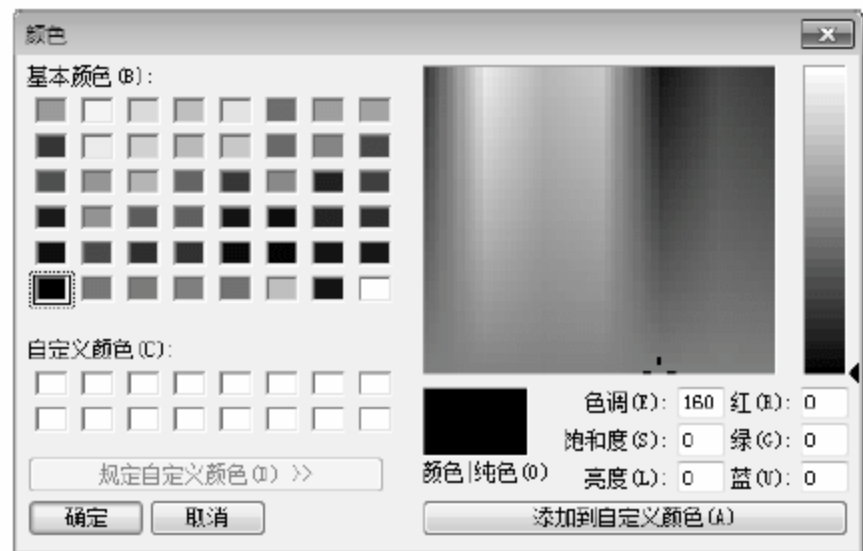 颜色
基本颜色(B):
自定义颜色(C):
规定自定义颜色(D) >>
确定 取消
颜色|纯色(O)
色调(E): 160 红(R): 0
饱和度(S): 0 绿(G): 0
亮度(L): 0 蓝(U): 0
添加到自定义颜色(A)